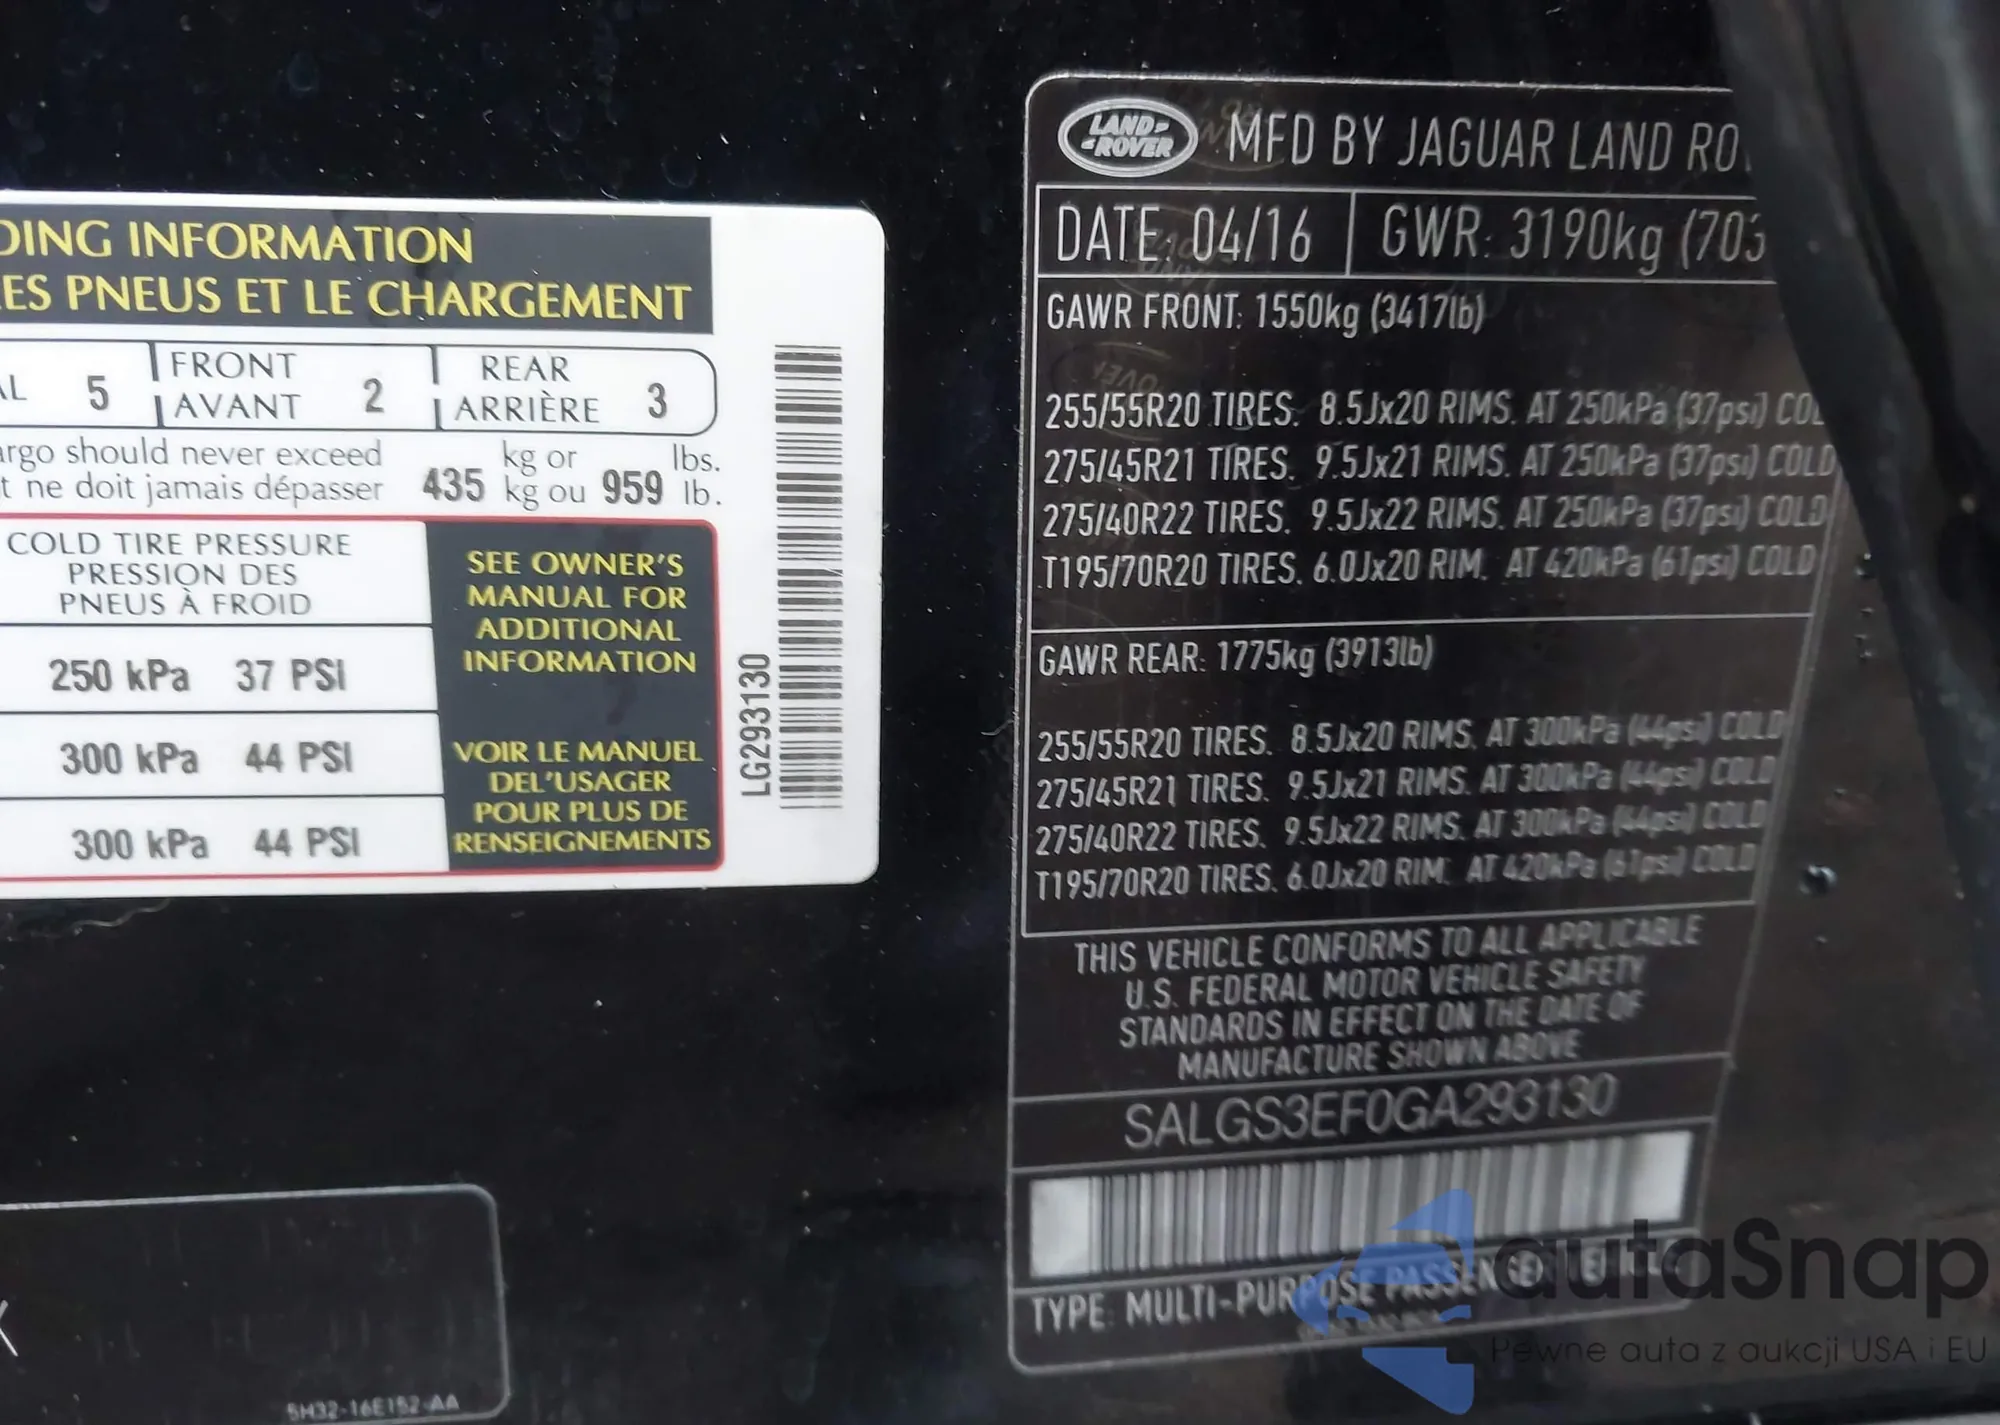 DING INFORMATION
ES PNEUS ET LE CHARGEMENT
AL 5 FRONT AVANT 2 REAR ARRIÈRE 3
argo should never exceed 435 kg or 959 lbs.
t ne doit jamais dépasser kg ou lb.
COLD TIRE PRESSURE
PRESSION DES
PNEUS À FROID
250 kPa 37 PSI
300 kPa 44 PSI
300 kPa 44 PSI
SEE OWNER'S
MANUAL FOR
ADDITIONAL
INFORMATION
VOIR LE MANUEL
DEL'USAGER
POUR PLUS DE
RENSEIGNEMENTS
LG293130
5H32-16E152-AA
LAND-
-ROVER
MFD BY JAGUAR LAND RO
DATE: 04/16 GWR: 3190kg (703
GAWR FRONT: 1550kg (3417lb)
255/55R20 TIRES. 8.5Jx20 RIMS. AT 250kPa (37psi) COL
275/45R21 TIRES. 9.5Jx21 RIMS. AT 250kPa (37psi) COLD
275/40R22 TIRES. 9.5Jx22 RIMS. AT 250kPa (37psi) COLD
T195/70R20 TIRES. 6.0Jx20 RIM. AT 420kPa (61psi) COLD
GAWR REAR: 1775kg (3913lb)
255/55R20 TIRES. 8.5Jx20 RIMS. AT 300kPa (44psi) COLD
275/45R21 TIRES. 9.5Jx21 RIMS. AT 300kPa (44psi) COLD
275/40R22 TIRES. 9.5Jx22 RIMS. AT 300kPa (44psi) COLD
T195/70R20 TIRES. 6.0Jx20 RIM. AT 420kPa (61psi) COLD
THIS VEHICLE CONFORMS TO ALL APPLICABLE
U.S. FEDERAL MOTOR VEHICLE SAFETY
STANDARDS IN EFFECT ON THE DATE OF
MANUFACTURE SHOWN ABOVE
SALGS3EF0GA293130
TYPE: MULTI-PURPOSE PASSENGER VEHICLE
autaSnap
Pewne auta z aukcji USA i EU